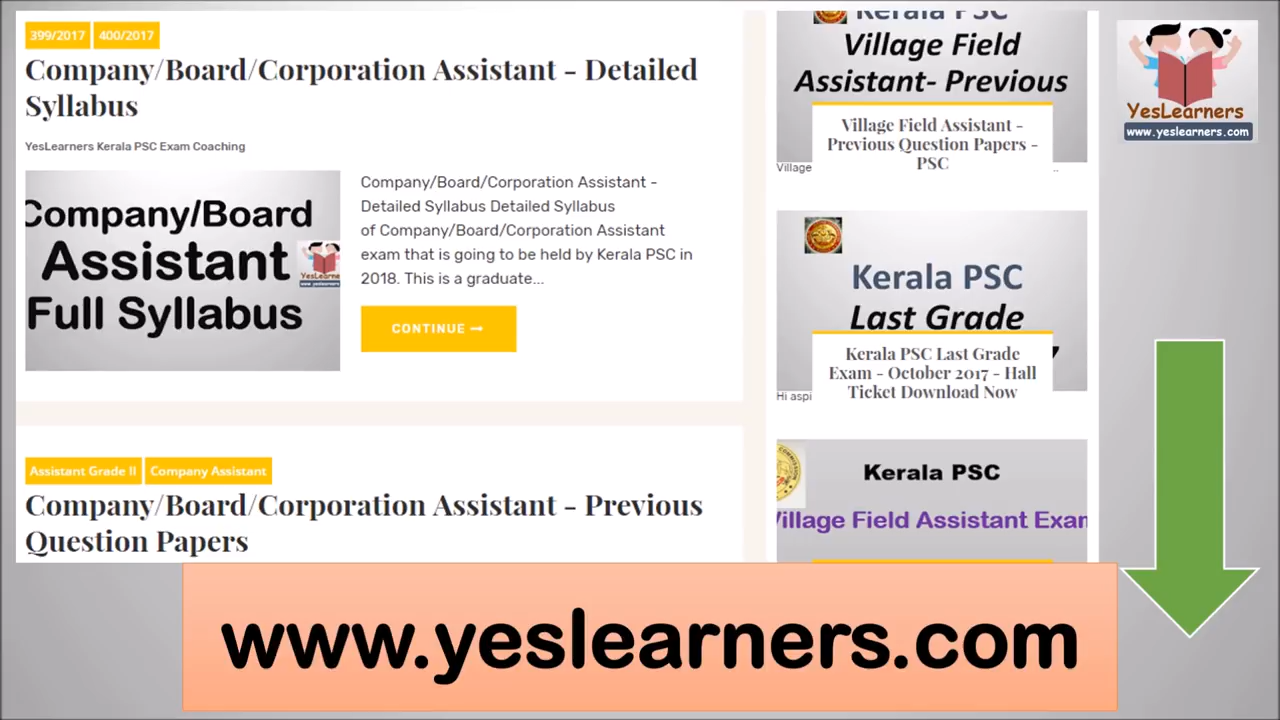 399/2017 400/2017
Company/Board/Corporation Assistant - Detailed
Syllabus
YesLearners Kerala PSC Exam Coaching
Company/Board
Assistant
Full Syllabus
YesLearne
www.yeslearners
Company/Board/Corporation Assistant -
Detailed Syllabus Detailed Syllabus
of Company/Board/Corporation Assistant
exam that is going to be held by Kerala PSC in
2018. This is a graduate...
CONTINUE
Assistant Grade II Company Assistant
Company/Board/Corporation Assistant - Previous
Question Papers
Kerala PSC
Village Field
Assistant- Previous
Village Field Assistant -
Previous Question Papers -
PSC
Village
Kerala PSC
Last Grade
Kerala PSC Last Grade
Exam - October 2017 - Hall
Ticket Download Now
Hi aspi
Kerala PSC
Village Field Assistant Exam
YesLearners
www.yeslearners.com
www.yeslearners.com